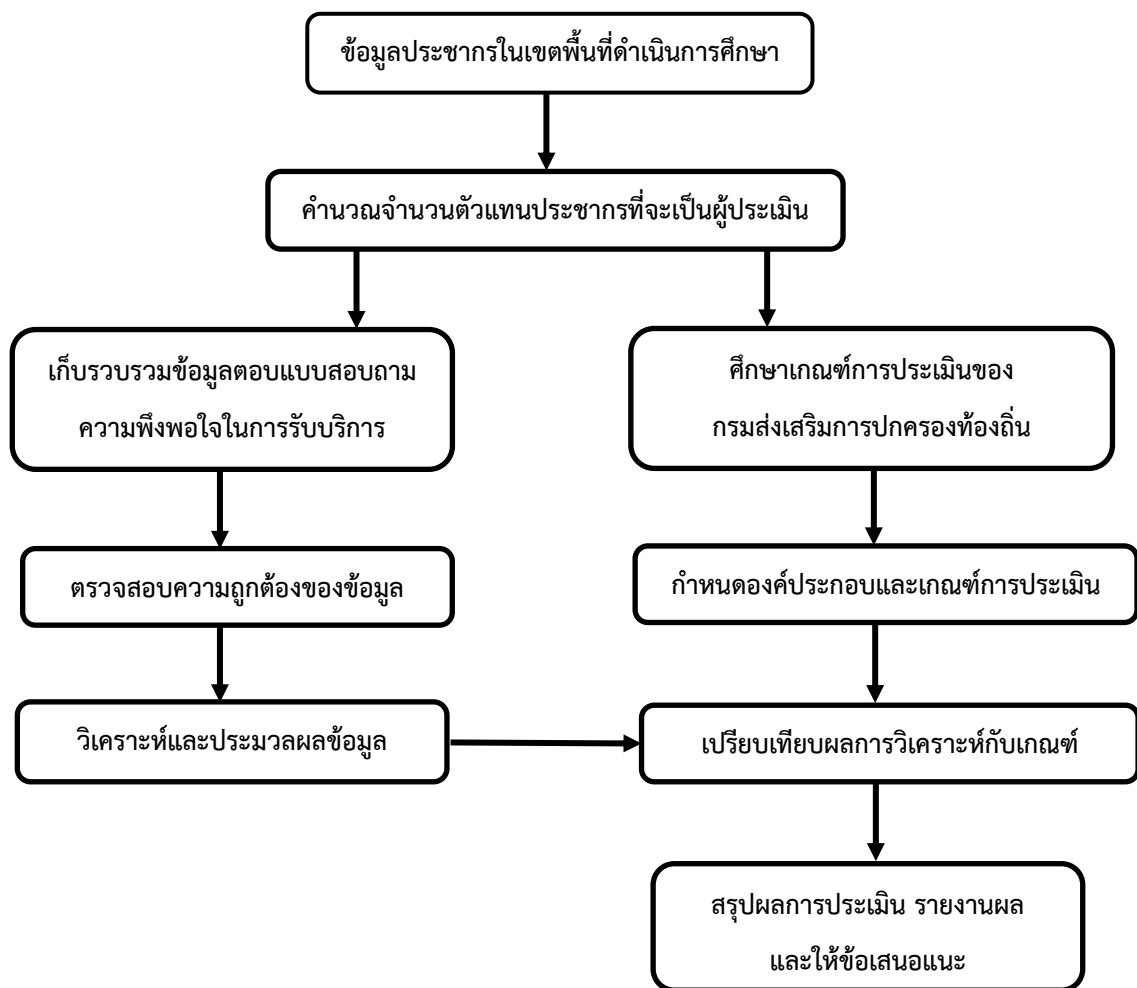 ข้อมูลประชากรในเขตพื้นที่ดำเนินการศึกษา
คำนวณจำนวนตัวแทนประชากรที่จะเป็นผู้ประเมิน
เก็บรวบรวมข้อมูลตอบแบบสอบถาม
ความพึงพอใจในการรับบริการ
ศึกษาเกณฑ์การประเมินของ
กรมส่งเสริมการปกครองท้องถิ่น
ตรวจสอบความถูกต้องของข้อมูล
กำหนดองค์ประกอบและเกณฑ์การประเมิน
วิเคราะห์และประมวลผลข้อมูล
เปรียบเทียบผลการวิเคราะห์กับเกณฑ์
สรุปผลการประเมิน รายงานผล
และให้ข้อเสนอแนะ